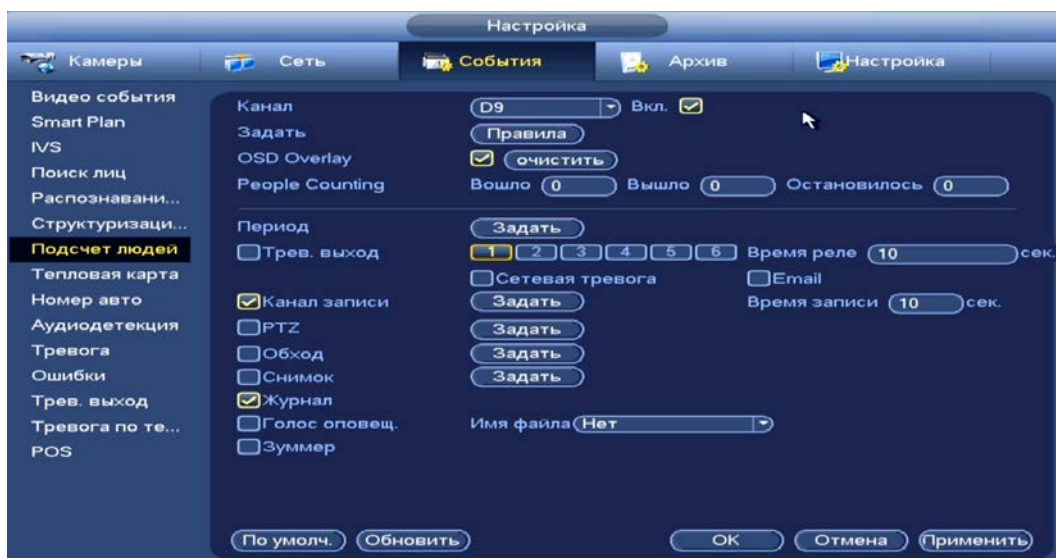 Настройка
Камеры Сеть События Архив Настройка
Видео события
Smart Plan
IVS
Поиск лиц
Распознавани...
Структуризаци...
Подсчет людей
Тепловая карта
Номер авто
Аудиодетекция
Тревога
Ошибки
Трев. выход
Тревога по те...
POS
Канал D9 Вкл.
Задать Правила
OSD Overlay очистить
People Counting Вошло 0 Вышло 0 Остановилось 0
Период Задать
Трев. выход 1 2 3 4 5 6 Время реле 10 сек.
Сетевая тревога Email
Канал записи Задать Время записи 10 сек.
PTZ Задать
Обход Задать
Снимок Задать
Журнал
Голос оповещ. Имя файла Нет
Зуммер
По умолч. Обновить OK Отмена Применить